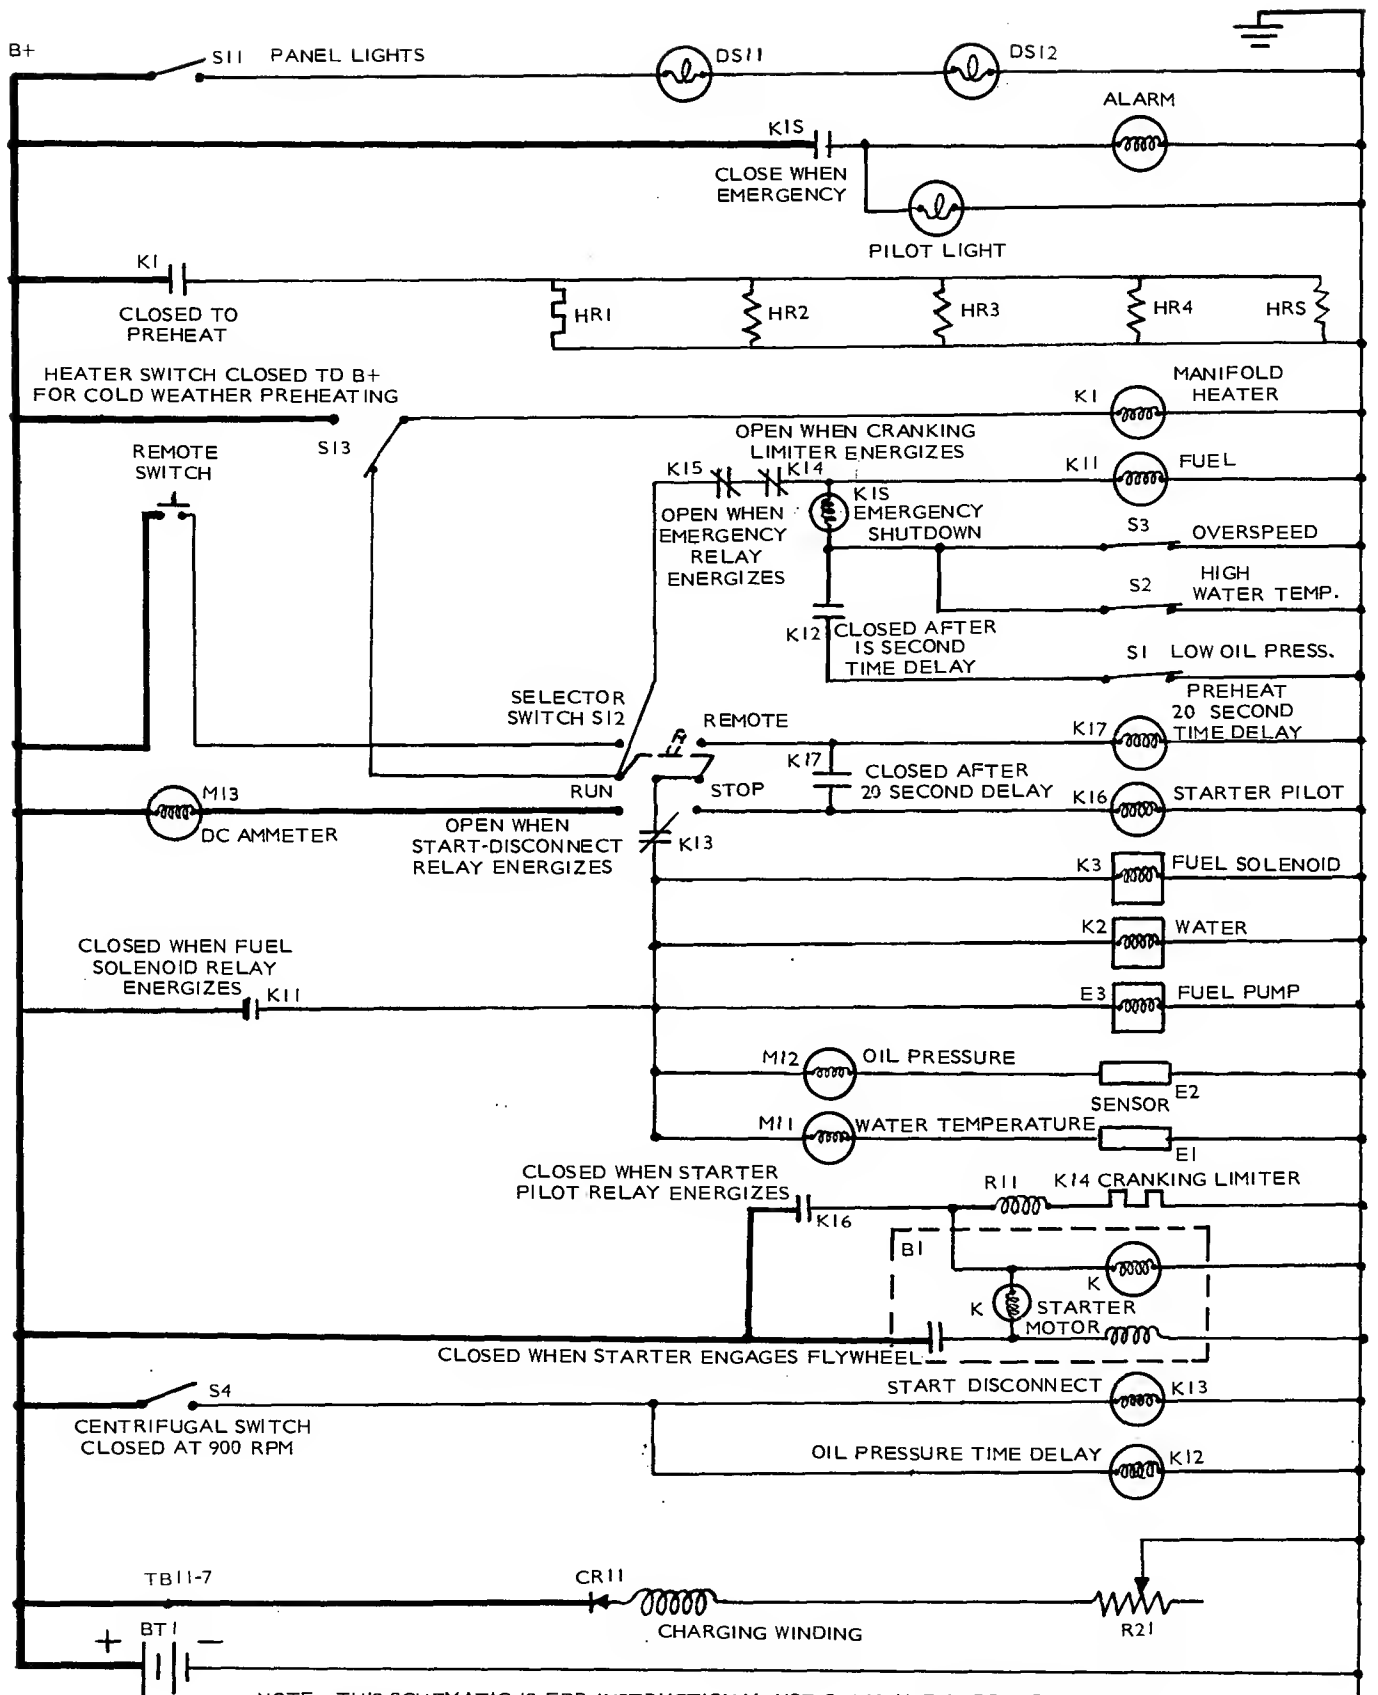 B+
S11 PANEL LIGHTS
DS11
DS12
ALARM
K1S
CLOSE WHEN
EMERGENCY
PILOT LIGHT
K1
CLOSED TO
PREHEAT
HR1
HR2
HR3
HR4
HRS
HEATER SWITCH CLOSED TD B+
FOR COLD WEATHER PREHEATING
S13
K1
MANIFOLD
HEATER
REMOTE
SWITCH
OPEN WHEN CRANKING
LIMITER ENERGIZES
K15
K14
K11
FUEL
OPEN WHEN
EMERGENCY
RELAY
ENERGIZES
K1S
EMERGENCY
SHUTDOWN
S3
OVERSPEED
S2
HIGH
WATER TEMP.
K12
CLOSED AFTER
IS SECOND
TIME DELAY
S1
LOW OIL PRESS.
SELECTOR
SWITCH S12
REMOTE
K17
PREHEAT
20 SECOND
TIME DELAY
RUN
STOP
K17
CLOSED AFTER
20 SECOND DELAY
K16
STARTER PILOT
M13
DC AMMETER
OPEN WHEN
START-DISCONNECT
RELAY ENERGIZES
K13
K3
FUEL SOLENOID
K2
WATER
CLOSED WHEN FUEL
SOLENOID RELAY
ENERGIZES
K11
E3
FUEL PUMP
M12
OIL PRESSURE
E2
SENSOR
M11
WATER TEMPERATURE
E1
CLOSED WHEN STARTER
PILOT RELAY ENERGIZES
K16
R11
K14 CRANKING LIMITER
B1
K
K
STARTER
MOTOR
CLOSED WHEN STARTER ENGAGES FLYWHEEL
S4
CENTRIFUGAL SWITCH
CLOSED AT 900 RPM
START DISCONNECT
K13
OIL PRESSURE TIME DELAY
K12
TB11-7
CR11
CHARGING WINDING
R21
+ BT1 −